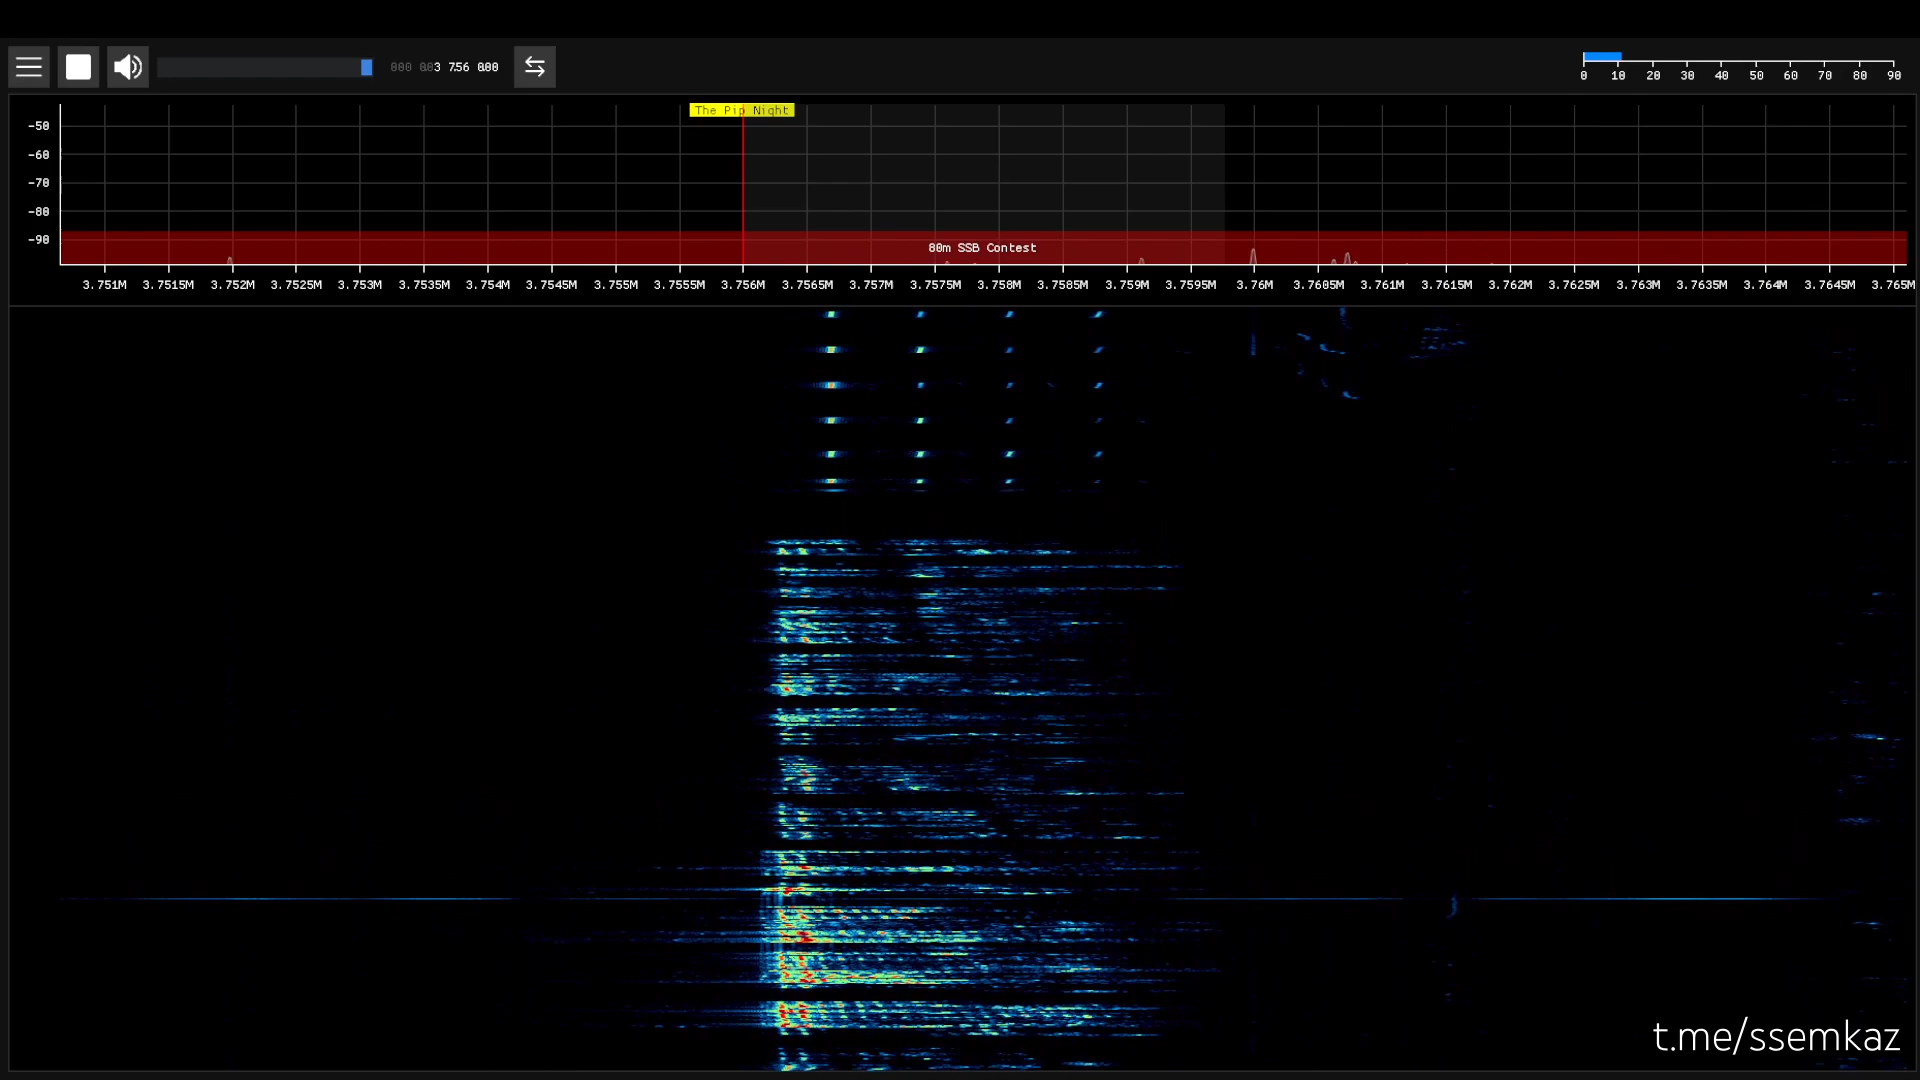 000 003 756 000
0 10 20 30 40 50 60 70 80 90
The Pip Night
-50
-60
-70
-80
-90
80m SSB Contest
3.751M 3.7515M 3.752M 3.7525M 3.753M 3.7535M 3.754M 3.7545M 3.755M 3.7555M 3.756M 3.7565M 3.757M 3.7575M 3.758M 3.7585M 3.759M 3.7595M 3.76M 3.7605M 3.761M 3.7615M 3.762M 3.7625M 3.763M 3.7635M 3.764M 3.7645M 3.765M
t.me/ssemkaz